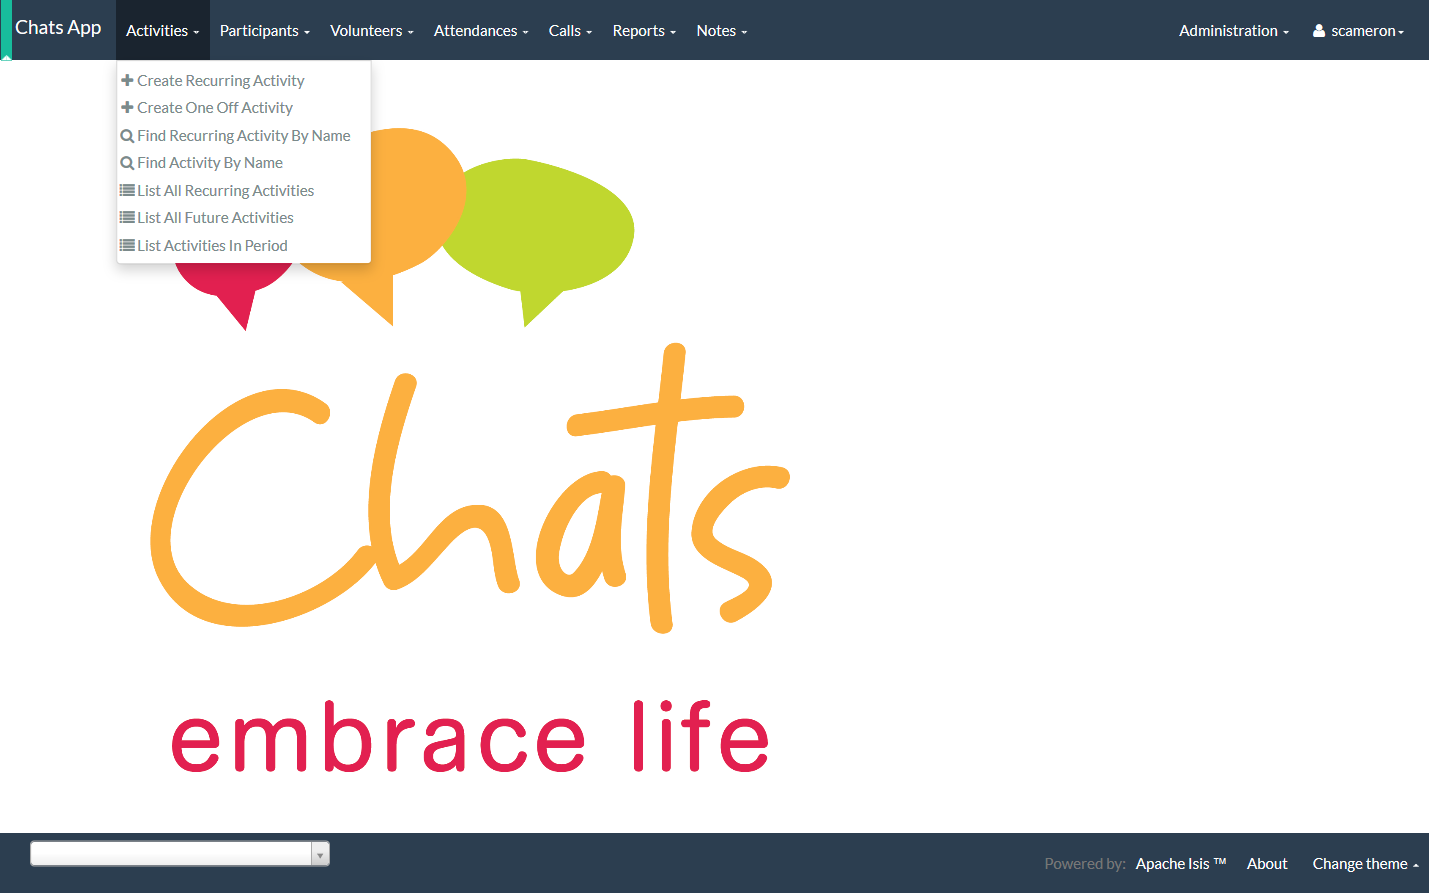 Chats App Activities Participants Volunteers Attendances Calls Reports Notes Administration scameron
Create Recurring Activity
Create One Off Activity
Find Recurring Activity By Name
Find Activity By Name
List All Recurring Activities
List All Future Activities
List Activities In Period
Chats
embrace life
Powered by: Apache Isis ™ About Change theme